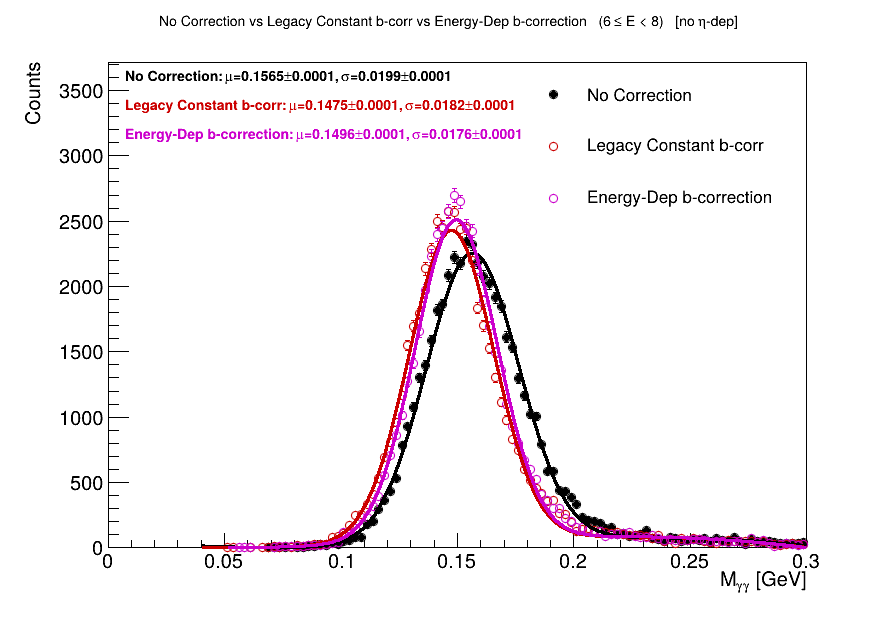 No Correction vs Legacy Constant b-corr vs Energy-Dep b-correction (6 ≤ E < 8) [no η-dep]
Counts
No Correction: μ=0.1565±0.0001, σ=0.0199±0.0001
Legacy Constant b-corr: μ=0.1475±0.0001, σ=0.0182±0.0001
Energy-Dep b-correction: μ=0.1496±0.0001, σ=0.0176±0.0001
No Correction
Legacy Constant b-corr
Energy-Dep b-correction
3500
3000
2500
2000
1500
1000
500
0
0 0.05 0.1 0.15 0.2 0.25 0.3
Mγγ [GeV]